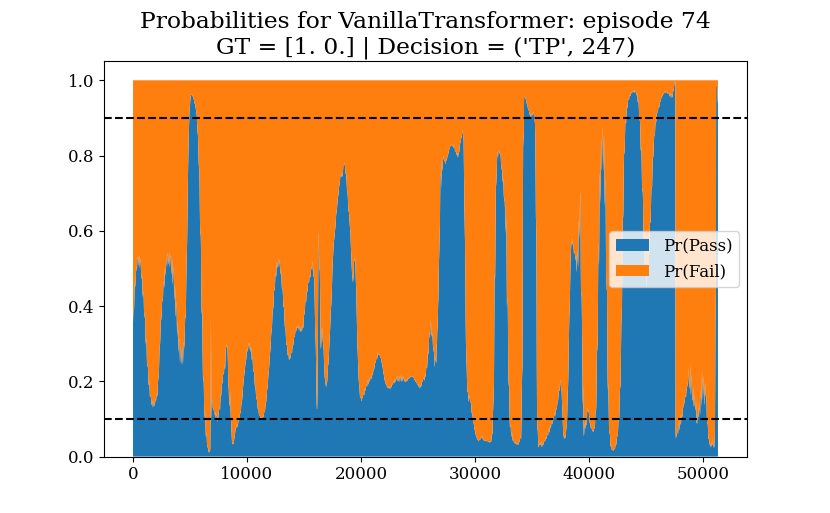 Probabilities for VanillaTransformer: episode 74
GT = [1. 0.] | Decision = ('TP', 247)
1.0
0.8
0.6
0.4
0.2
0.0
Pr(Pass)
Pr(Fail)
0 10000 20000 30000 40000 50000